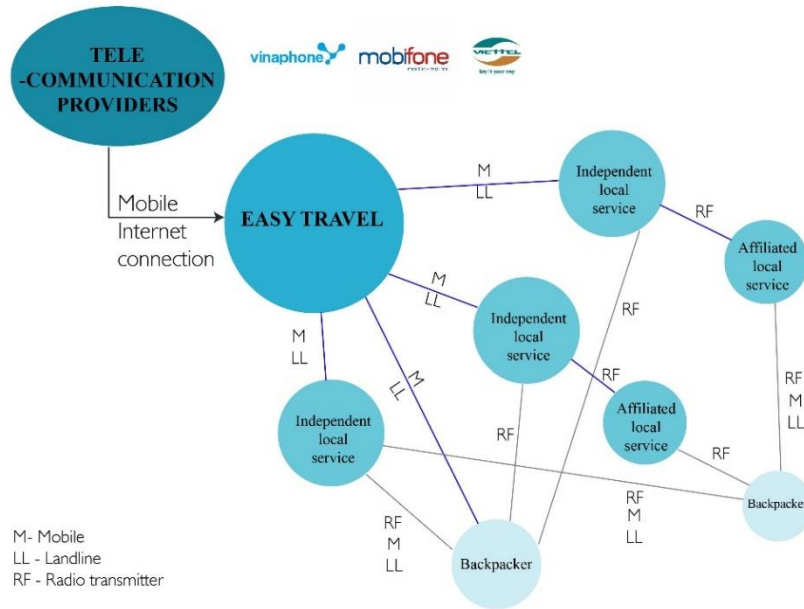 TELE
-COMMUNICATION
PROVIDERS
vinaphone
mobifone
VIETTEL
Mobile
Internet
connection
EASY TRAVEL
M
LL
Independent
local
service
RF
Affiliated
local
service
M
LL
Independent
local
service
RF
RF
Affiliated
local
service
M
LL
Independent
local
service
M
LL
RF
RF
RF
M
LL
RF
M
LL
RF
M
LL
Backpacker
Backpacker
M- Mobile
LL - Landline
RF - Radio transmitter